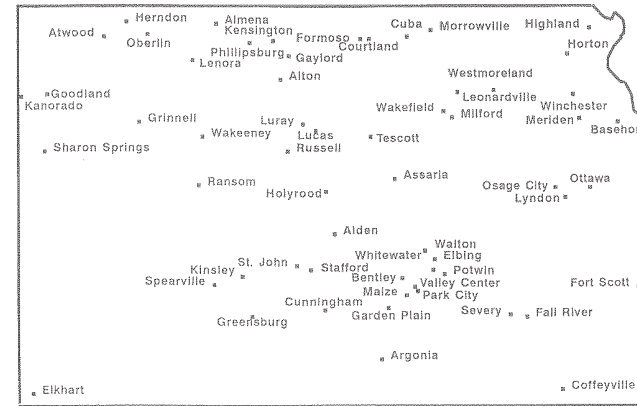 Herndon
Almena
Cuba
Morrowville
Highland
Atwood
Oberlin
Kensington
Formoso
Courtland
Horton
Phillipsburg
Gaylord
Lenora
Alton
Westmoreland
Goodland
Kanorado
Leonardville
Winchester
Wakefield
Milford
Meriden
Baseho
Grinnell
Luray
Lucas
Wakeeney
Russell
Tescott
Sharon Springs
Ransom
Assaria
Osage City
Ottawa
Holyrood
Lyndon
Alden
Walton
Whitewater
Elbing
Kinsley
St. John
Stafford
Potwin
Spearville
Bentley
Valley Center
Fort Scott
Maize
Park City
Cunningham
Greensburg
Garden Plain
Severy
Fall River
Argonia
Elkhart
Coffeyville